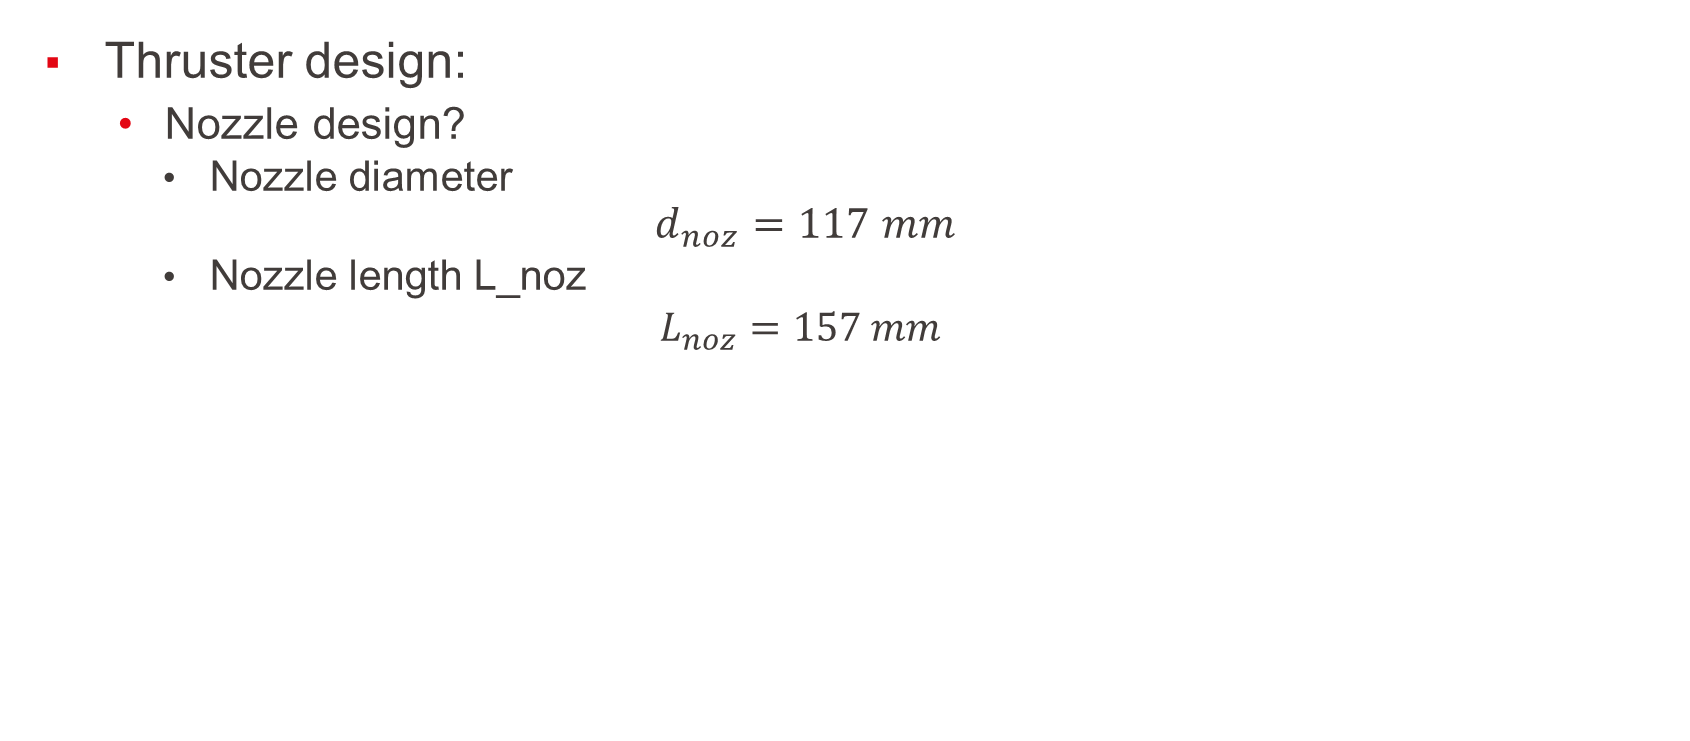 ▪ Thruster design:
• Nozzle design?
• Nozzle diameter
d_noz = 117 mm
• Nozzle length L_noz
L_noz = 157 mm